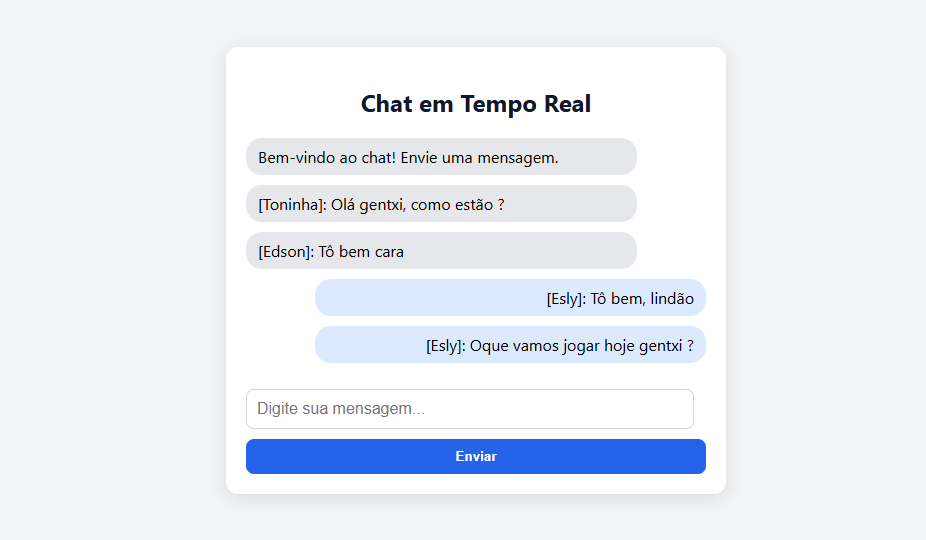 Chat em Tempo Real
Bem-vindo ao chat! Envie uma mensagem.
[Toninha]: Olá gentxi, como estão ?
[Edson]: Tô bem cara
[Esly]: Tô bem, lindão
[Esly]: Oque vamos jogar hoje gentxi ?
Digite sua mensagem...
Enviar